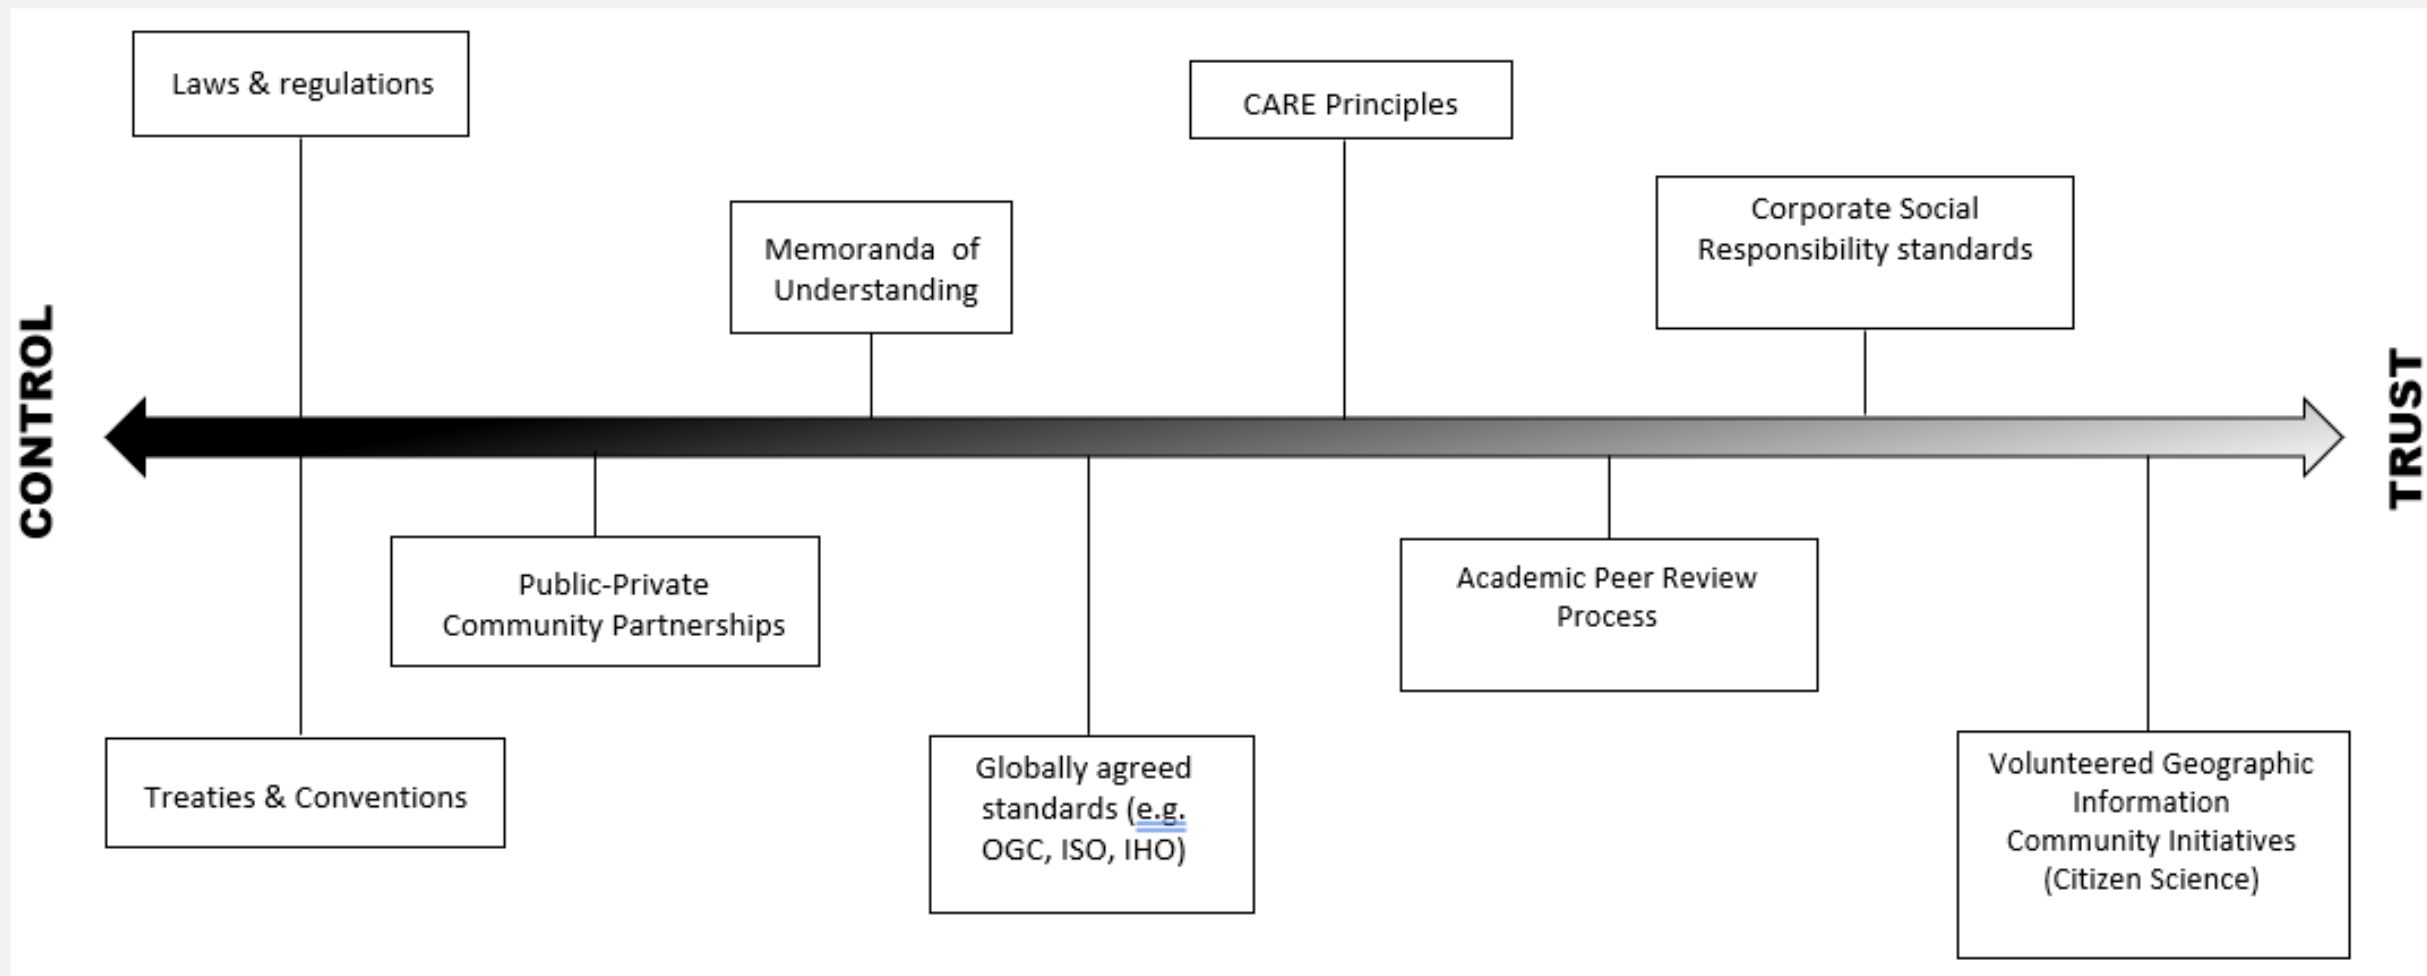 Laws & regulations
CARE Principles
Corporate Social
Responsibility standards
Memoranda of
Understanding
CONTROL
TRUST
Public-Private
Community Partnerships
Academic Peer Review
Process
Treaties & Conventions
Globally agreed
standards (e.g.
OGC, ISO, IHO)
Volunteered Geographic
Information
Community Initiatives
(Citizen Science)